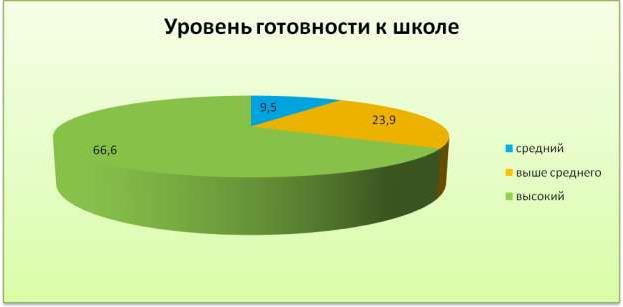 Уровень готовности к школе
9,5
23,9
66,6
средний
выше среднего
высокий